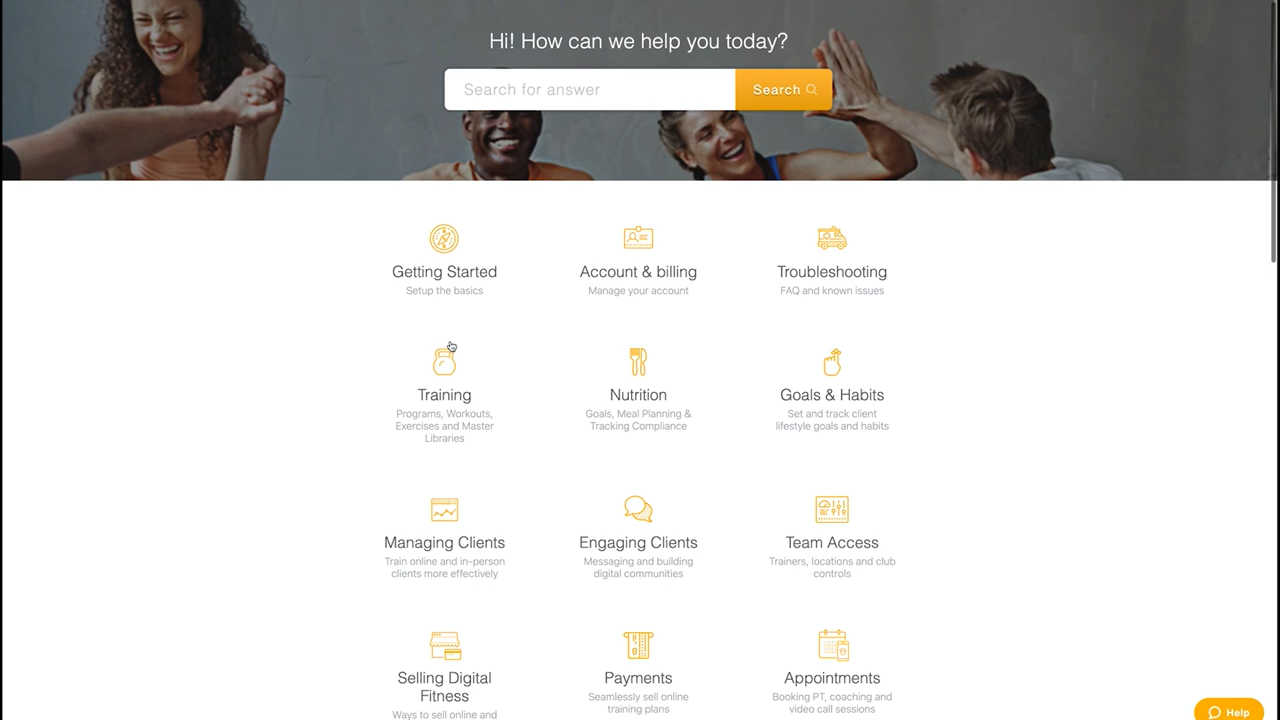 Hi! How can we help you today?
Search for answer
Search
Getting Started
Setup the basics
Account & billing
Manage your account
Troubleshooting
FAQ and known issues
Training
Programs, Workouts,
Exercises and Master
Libraries
Nutrition
Goals, Meal Planning &
Tracking Compliance
Goals & Habits
Set and track client
lifestyle goals and habits
Managing Clients
Train online and in-person
clients more effectively
Engaging Clients
Messaging and building
digital communities
Team Access
Trainers, locations and club
controls
Selling Digital
Fitness
Ways to sell online and
Payments
Seamlessly sell online
training plans
Appointments
Booking PT, coaching and
video call sessions
Help